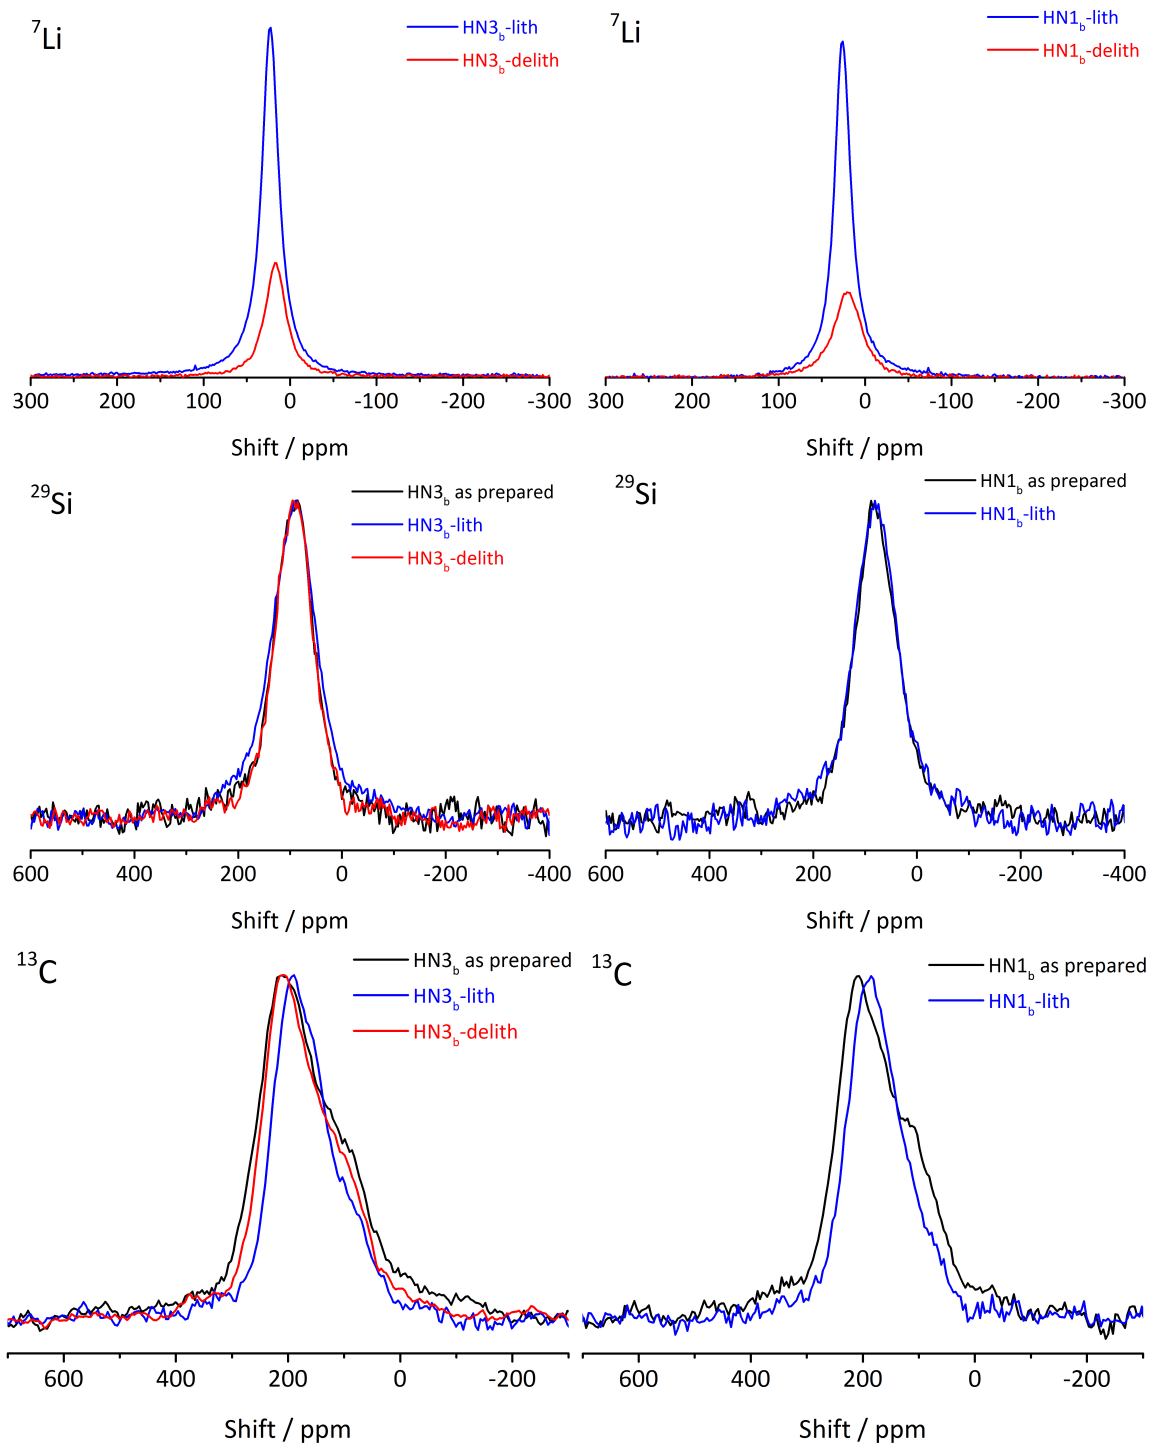 ⁷Li
HN3b-lith
HN3b-delith
300 200 100 0 -100 -200 -300
Shift / ppm
⁷Li
HN1b-lith
HN1b-delith
300 200 100 0 -100 -200 -300
Shift / ppm
²⁹Si
HN3b as prepared
HN3b-lith
HN3b-delith
600 400 200 0 -200 -400
Shift / ppm
²⁹Si
HN1b as prepared
HN1b-lith
600 400 200 0 -200 -400
Shift / ppm
¹³C
HN3b as prepared
HN3b-lith
HN3b-delith
600 400 200 0 -200
Shift / ppm
¹³C
HN1b as prepared
HN1b-lith
600 400 200 0 -200
Shift / ppm